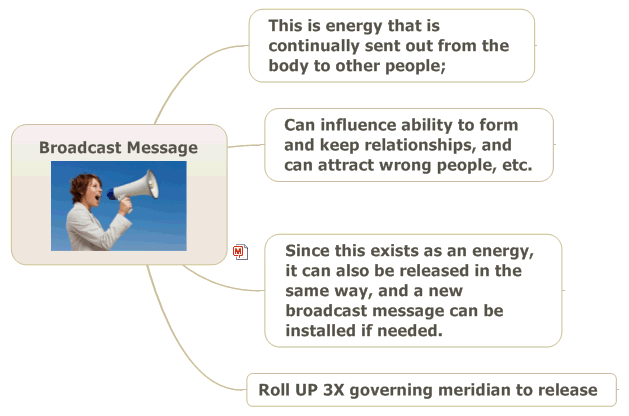 This is energy that is
continually sent out from the
body to other people;
Broadcast Message
Can influence ability to form
and keep relationships, and
can attract wrong people, etc.
M
Since this exists as an energy,
it can also be released in the
same way, and a new
broadcast message can be
installed if needed.
Roll UP 3X governing meridian to release